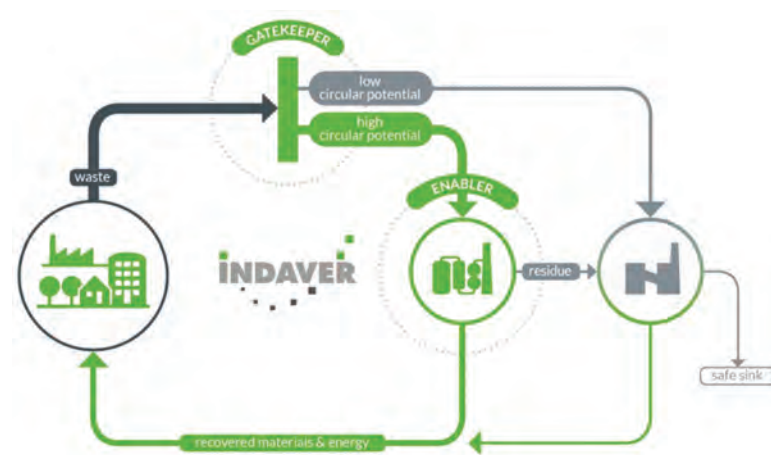 GATEKEEPER
low
circular potential
high
circular potential
waste
ENABLER
iNDAVER
residue
safe sink
recovered materials & energy